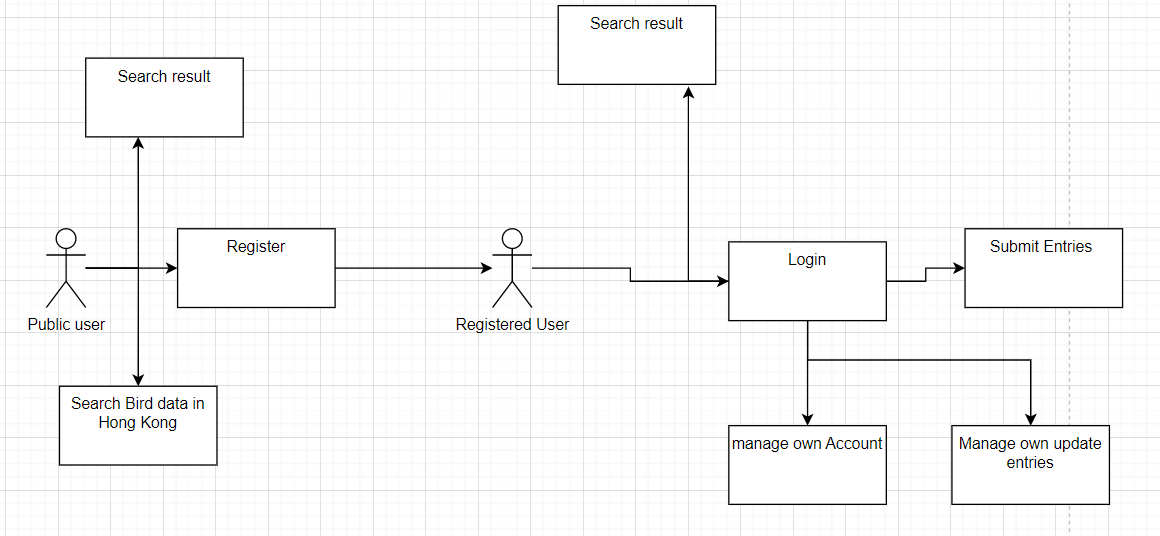 Search result
Search result
Register
Public user
Registered User
Login
Submit Entries
Search Bird data in
Hong Kong
manage own Account
Manage own update
entries